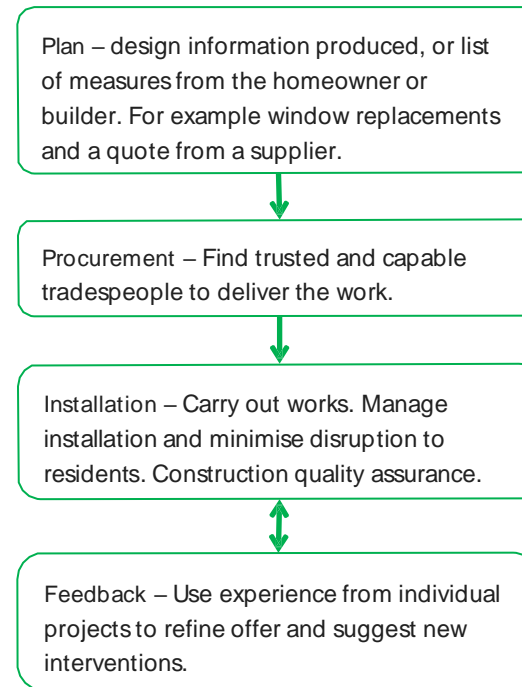 Plan – design information produced, or list
of measures from the homeowner or
builder. For example window replacements
and a quote from a supplier.
Procurement – Find trusted and capable
tradespeople to deliver the work.
Installation – Carry out works. Manage
installation and minimise disruption to
residents. Construction quality assurance.
Feedback – Use experience from individual
projects to refine offer and suggest new
interventions.